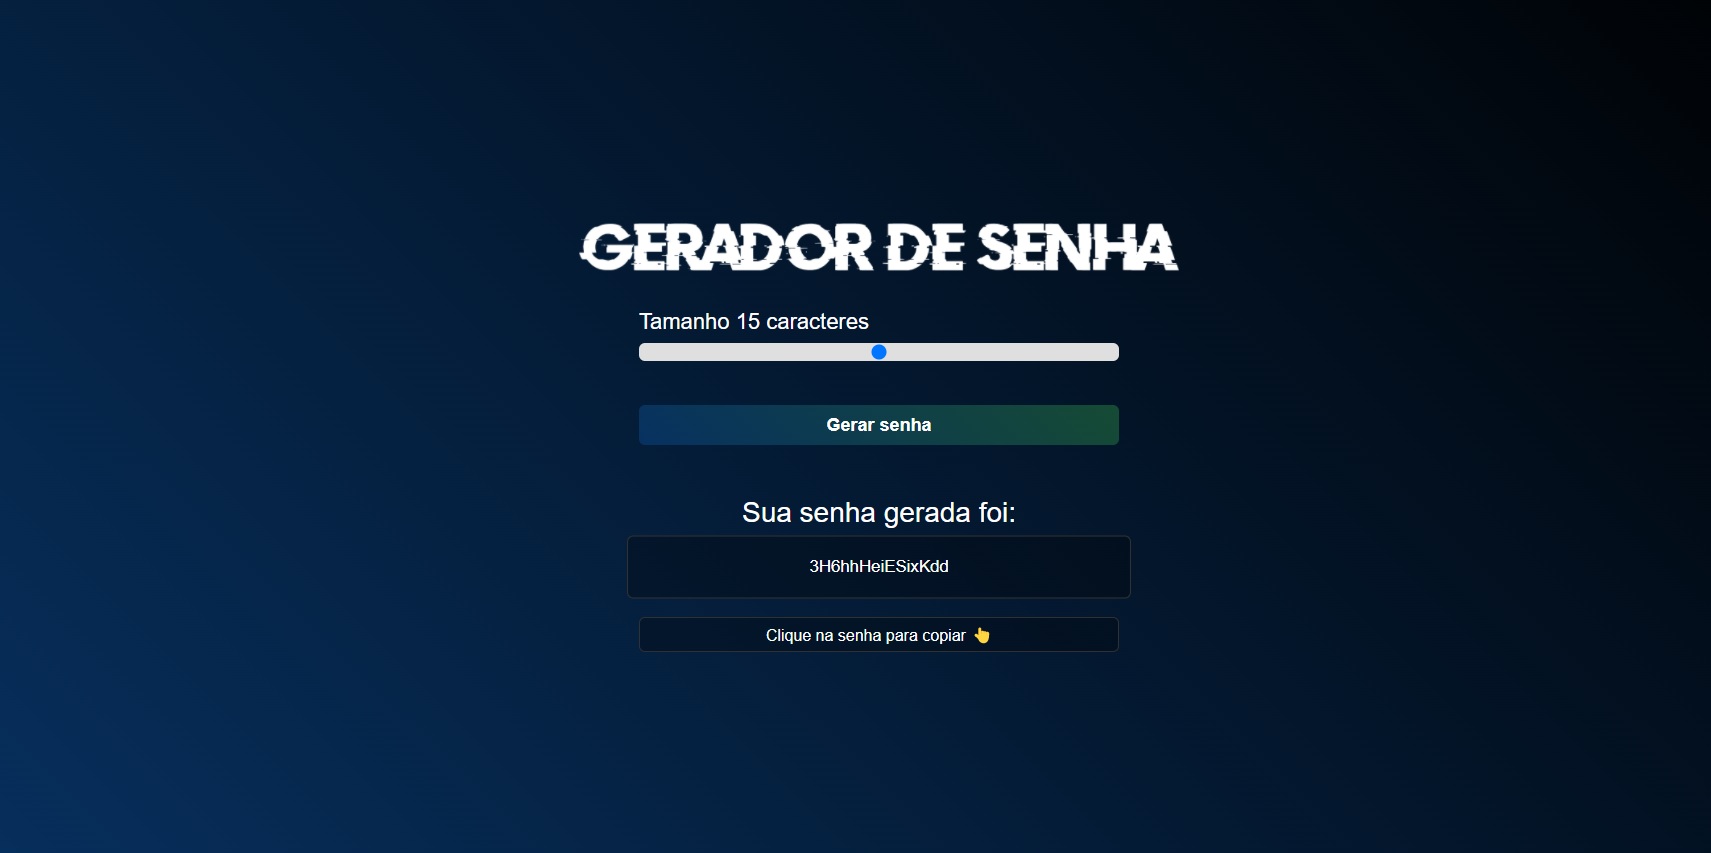 GERADOR DE SENHA
Tamanho 15 caracteres
Gerar senha
Sua senha gerada foi:
3H6hhHeiESixKdd
Clique na senha para copiar 👆